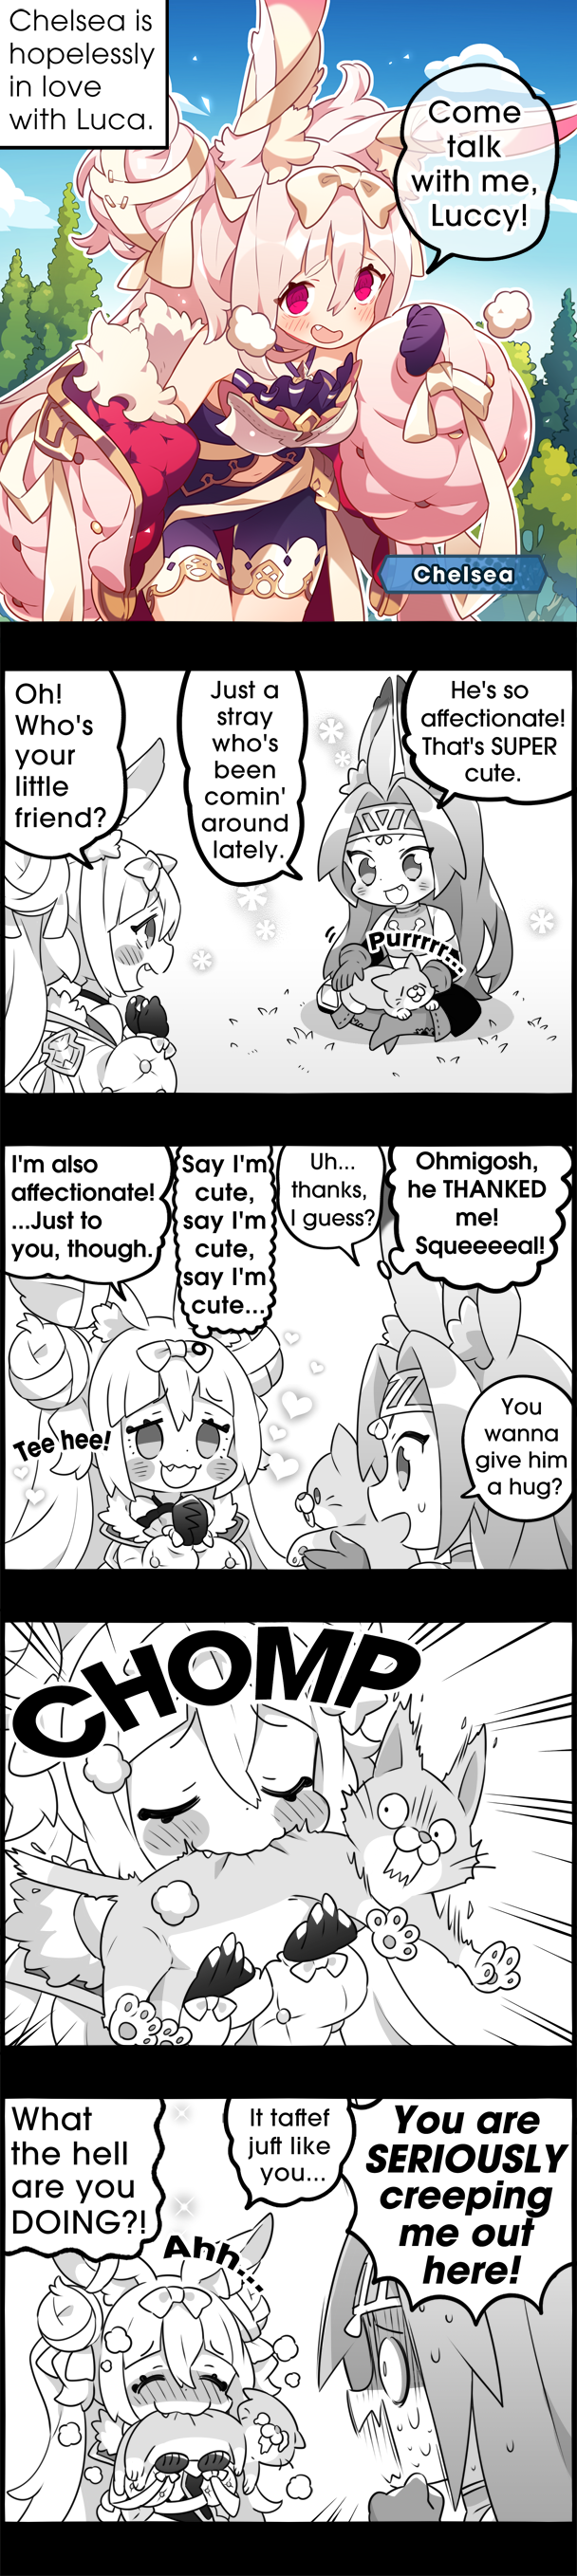 Chelsea is
hopelessly
in love
with Luca.
Come
talk
with me,
Luccy!
Chelsea
Oh!
Who's
your
little
friend?
Just a
stray
who's
been
comin'
around
lately.
He's so
affectionate!
That's SUPER
cute.
Purrrrr...
I'm also
affectionate!
...Just to
you, though.
Say I'm
cute,
say I'm
cute,
say I'm
cute...
Uh...
thanks,
I guess?
Ohmigosh,
he THANKED
me!
Squeeeeal!
Tee hee!
You
wanna
give him
a hug?
CHOMP
What
the hell
are you
DOING?!
It taftef
juft like
you...
You are
SERIOUSLY
creeping
me out
here!
Ahh...